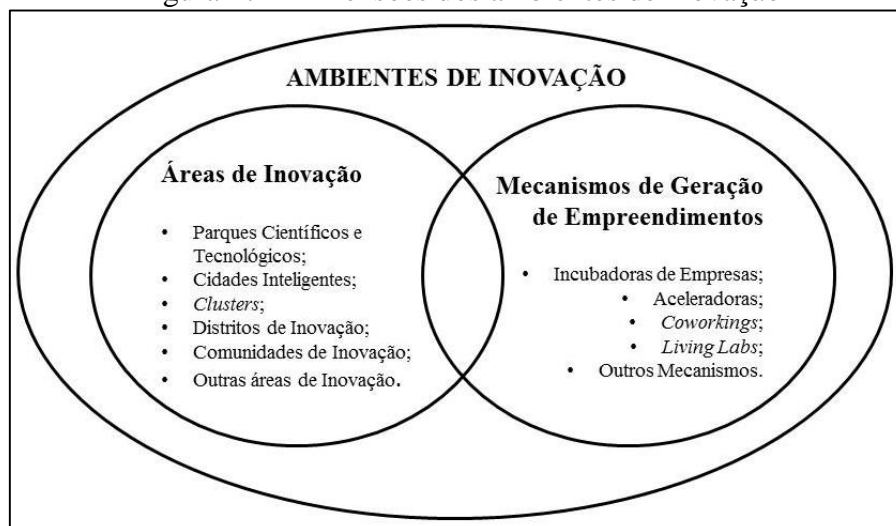 AMBIENTES DE INOVAÇÃO
Áreas de Inovação
• Parques Científicos e
Tecnológicos;
• Cidades Inteligentes;
• Clusters;
• Distritos de Inovação;
• Comunidades de Inovação;
• Outras áreas de Inovação.
Mecanismos de Geração
de Empreendimentos
• Incubadoras de Empresas;
• Aceleradoras;
• Coworkings;
• Living Labs;
• Outros Mecanismos.